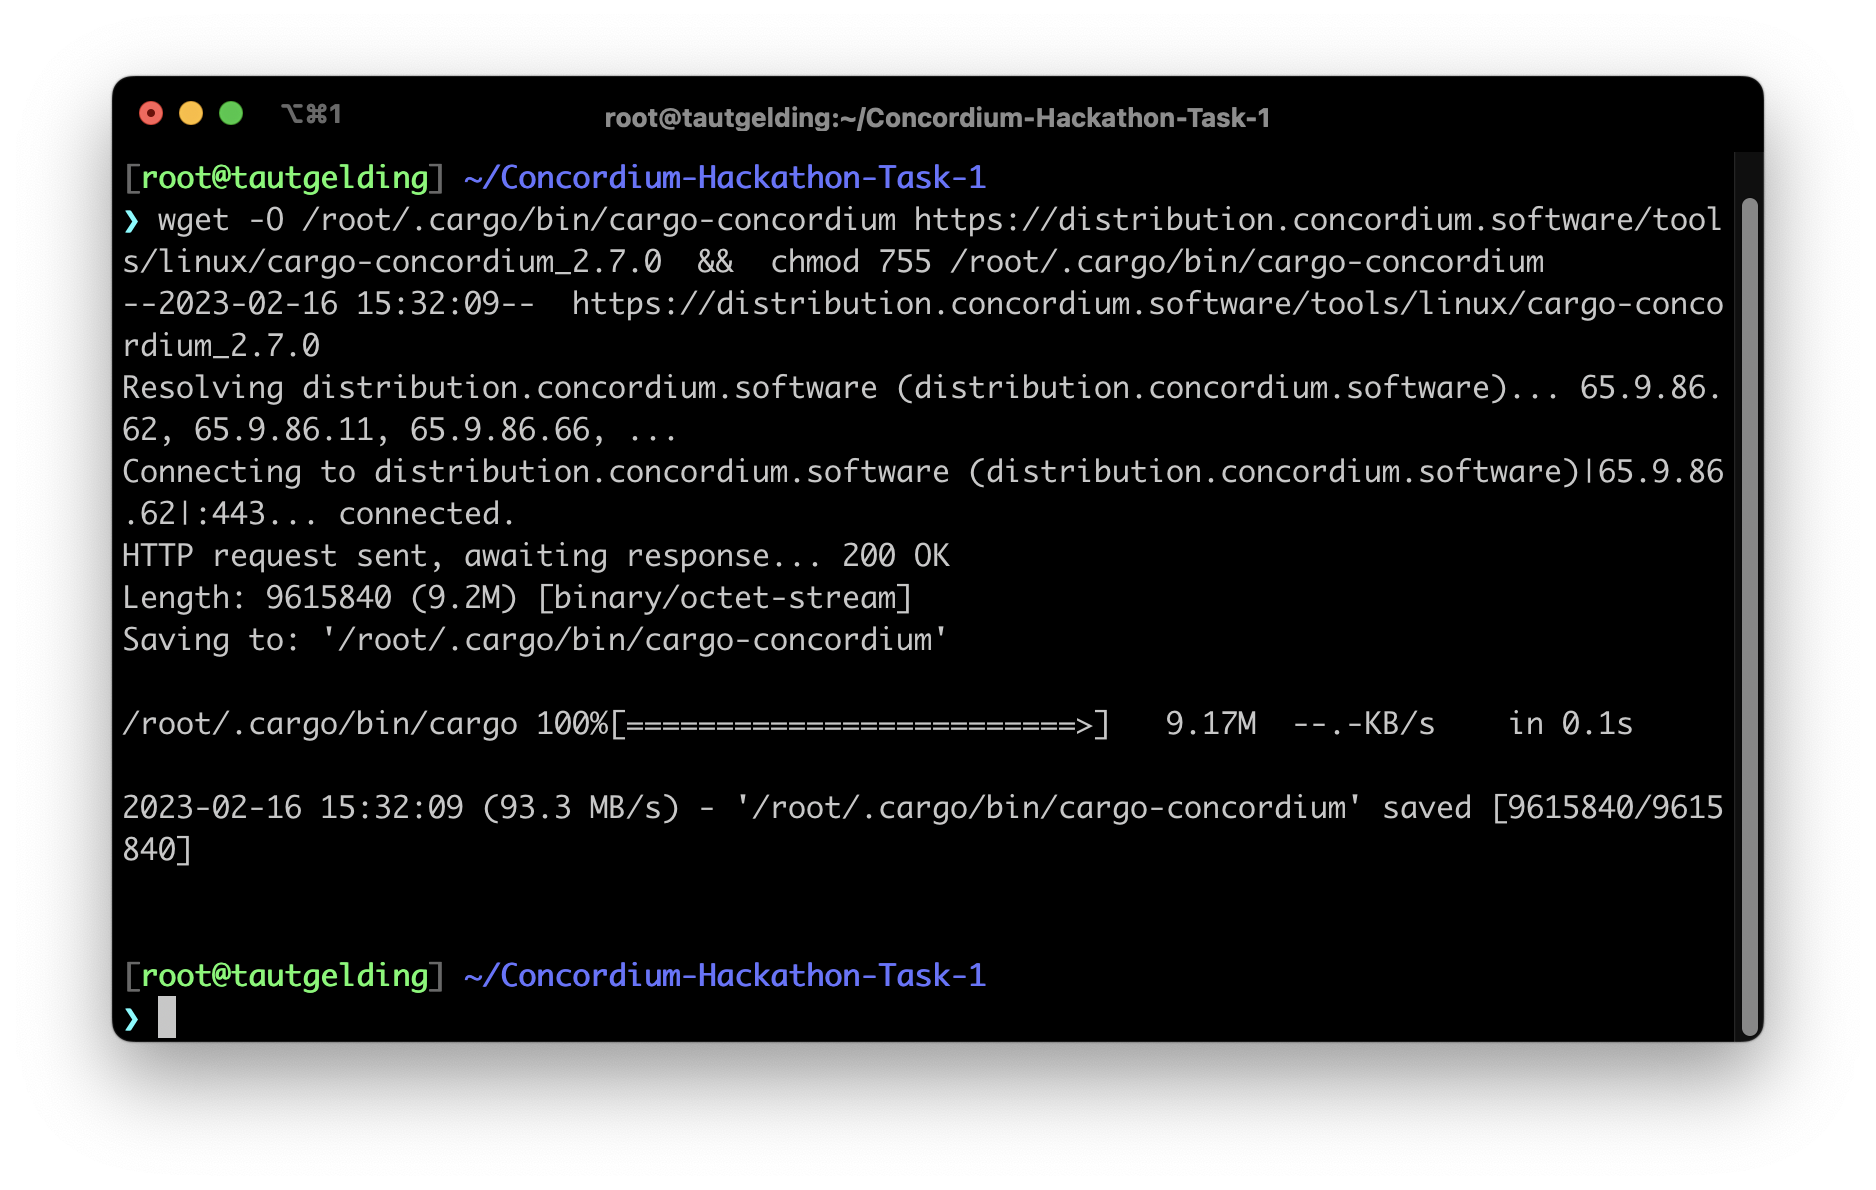 ⌥⌘1
root@tautgelding:~/Concordium-Hackathon-Task-1
[root@tautgelding] ~/Concordium-Hackathon-Task-1
❯ wget -O /root/.cargo/bin/cargo-concordium https://distribution.concordium.software/tool
s/linux/cargo-concordium_2.7.0  &&  chmod 755 /root/.cargo/bin/cargo-concordium
--2023-02-16 15:32:09--  https://distribution.concordium.software/tools/linux/cargo-conco
rdium_2.7.0
Resolving distribution.concordium.software (distribution.concordium.software)... 65.9.86.
62, 65.9.86.11, 65.9.86.66, ...
Connecting to distribution.concordium.software (distribution.concordium.software)|65.9.86
.62|:443... connected.
HTTP request sent, awaiting response... 200 OK
Length: 9615840 (9.2M) [binary/octet-stream]
Saving to: '/root/.cargo/bin/cargo-concordium'
/root/.cargo/bin/cargo 100%[=========================>]   9.17M  --.-KB/s    in 0.1s
2023-02-16 15:32:09 (93.3 MB/s) - '/root/.cargo/bin/cargo-concordium' saved [9615840/9615
840]
[root@tautgelding] ~/Concordium-Hackathon-Task-1
❯